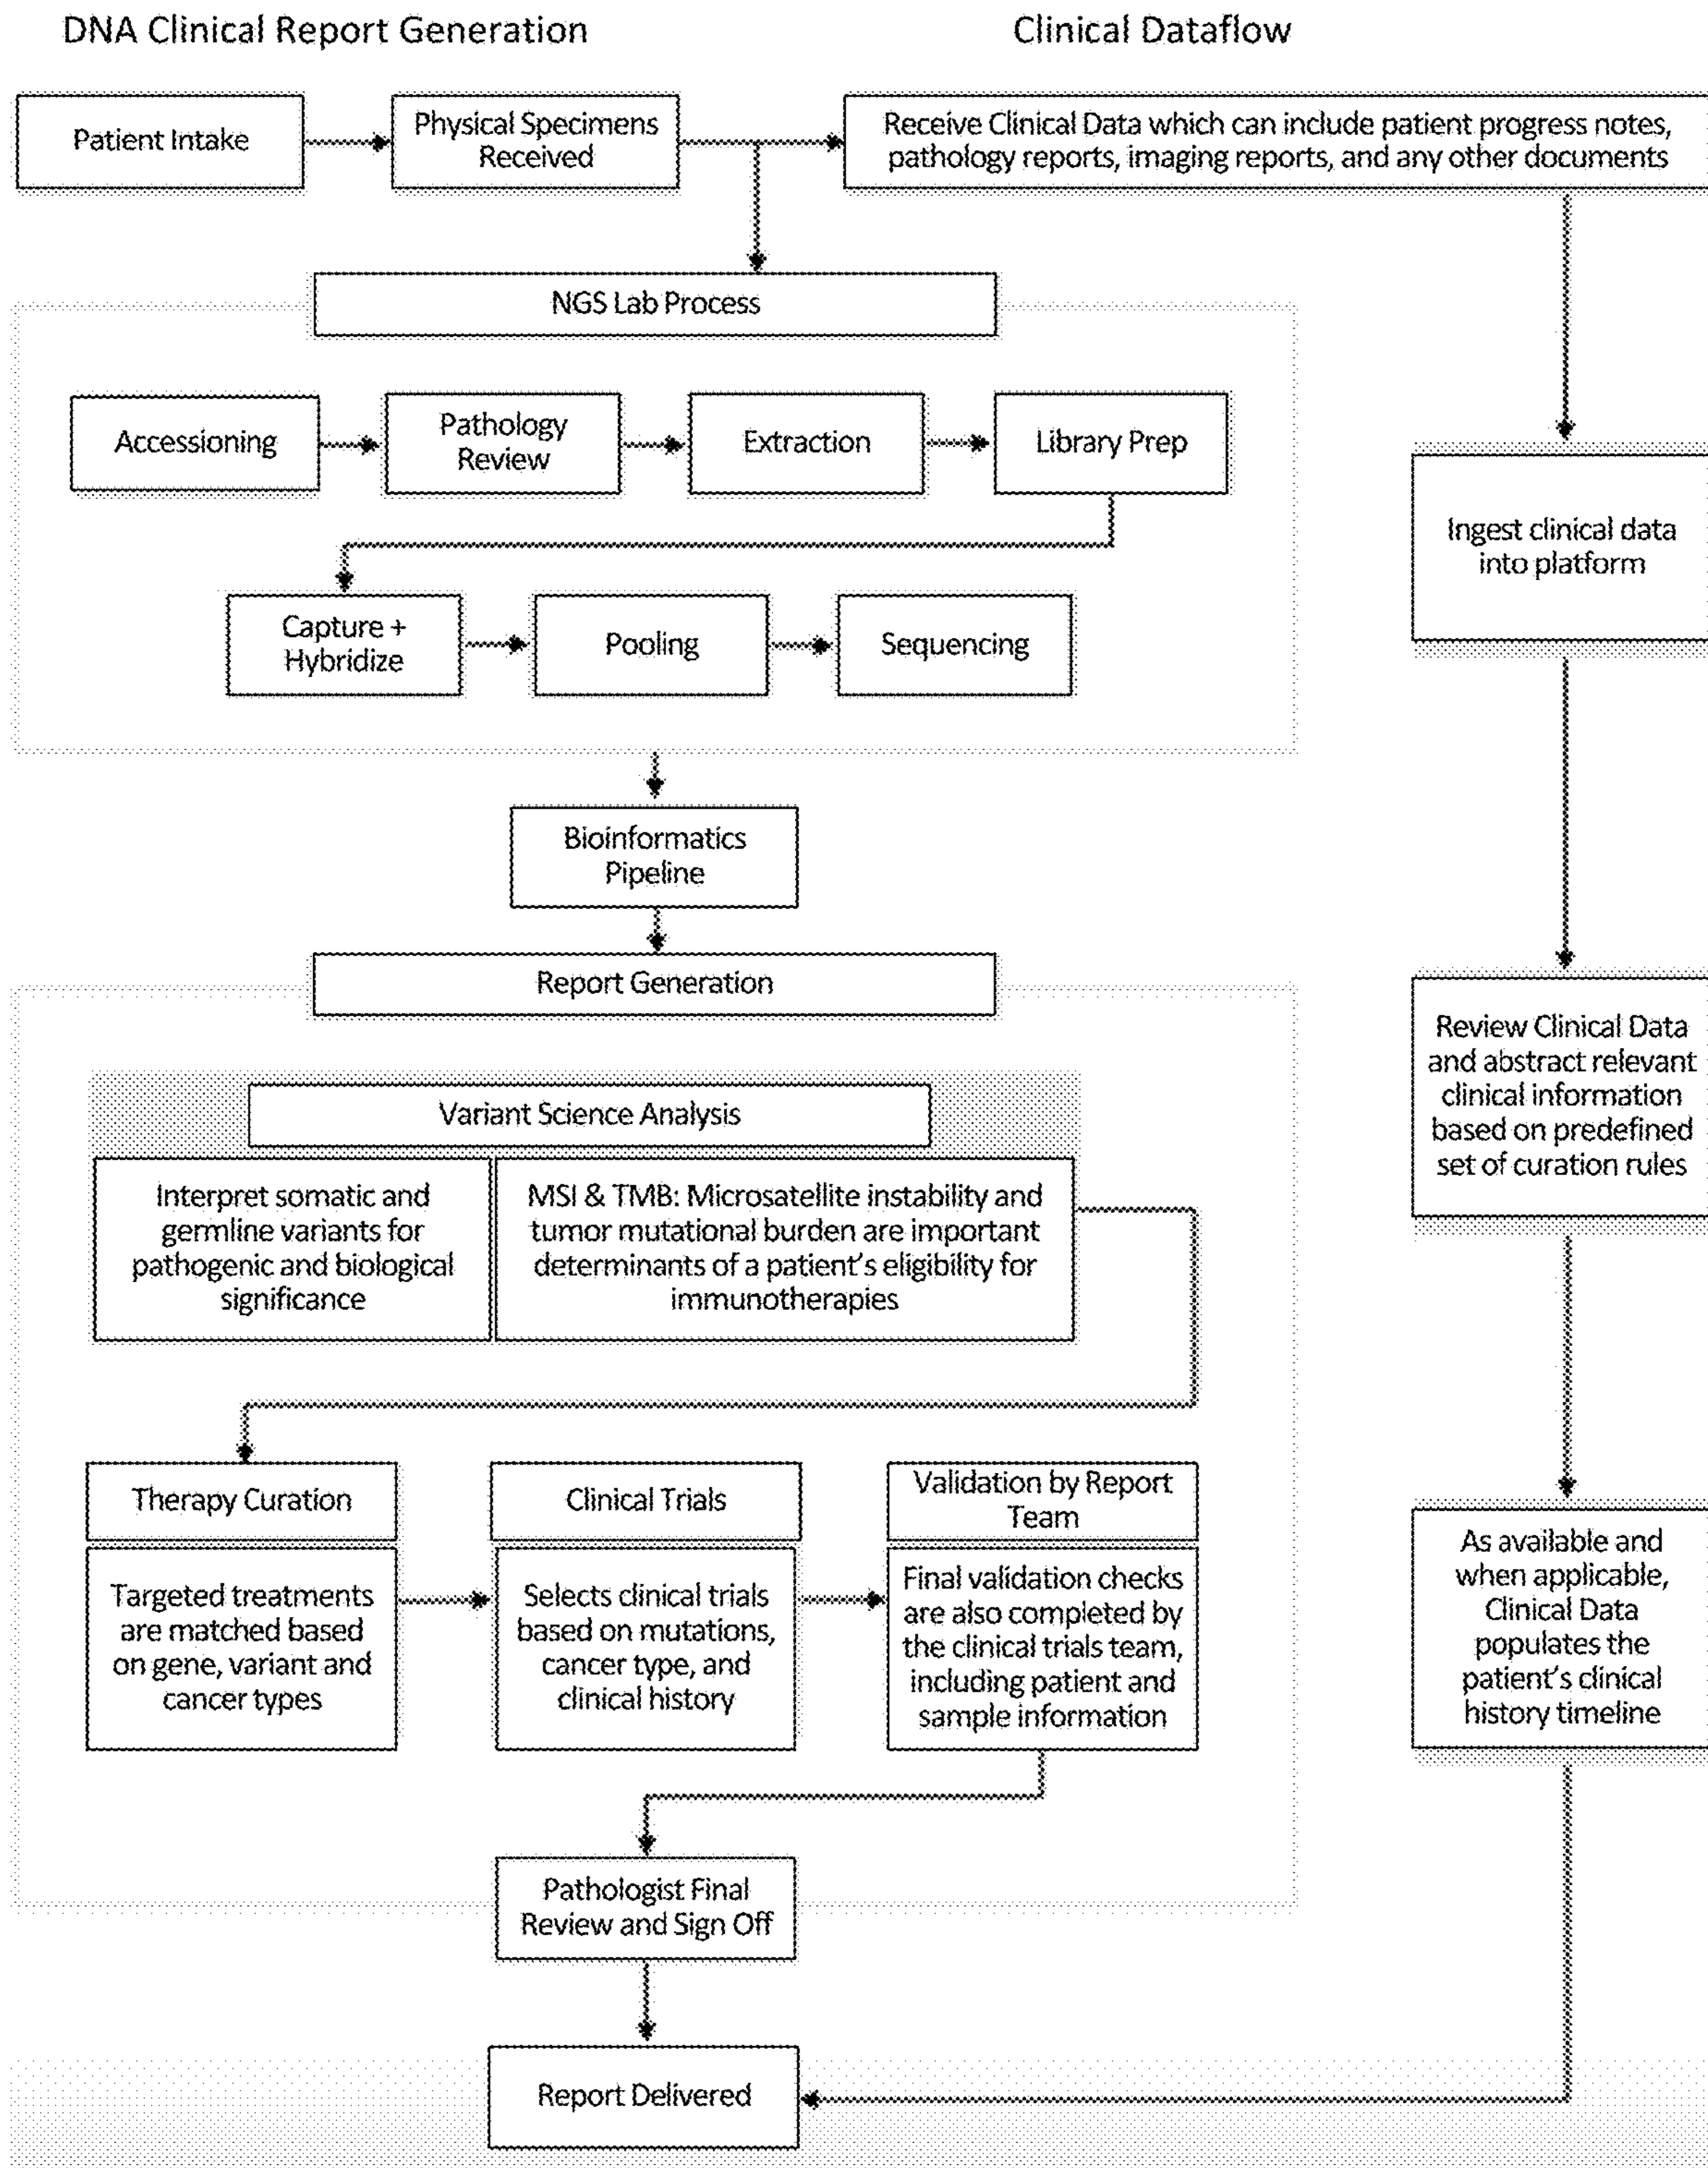 DNA Clinical Report Generation
Clinical Dataflow
Patient Intake
Physical Specimens
Received
Receive Clinical Data which can include patient progress notes,
pathology reports, imaging reports, and any other documents
NGS Lab Process
Accessioning
Pathology
Review
Extraction
Library Prep
Capture +
Hybridize
Pooling
Sequencing
Ingest clinical data
into platform
Bioinformatics
Pipeline
Report Generation
Variant Science Analysis
Interpret somatic and
germline variants for
pathogenic and biological
significance
MSI & TMB: Microsatellite instability and
tumor mutational burden are important
determinants of a patient's eligibility for
immunotherapies
Review Clinical Data
and abstract relevant
clinical information
based on predefined
set of curation rules
Therapy Curation
Targeted treatments
are matched based
on gene, variant and
cancer types
Clinical Trials
Selects clinical trials
based on mutations,
cancer type, and
clinical history
Validation by Report
Team
Final validation checks
are also completed by
the clinical trials team,
including patient and
sample information
As available and
when applicable,
Clinical Data
populates the
patient's clinical
history timeline
Pathologist Final
Review and Sign Off
Report Delivered